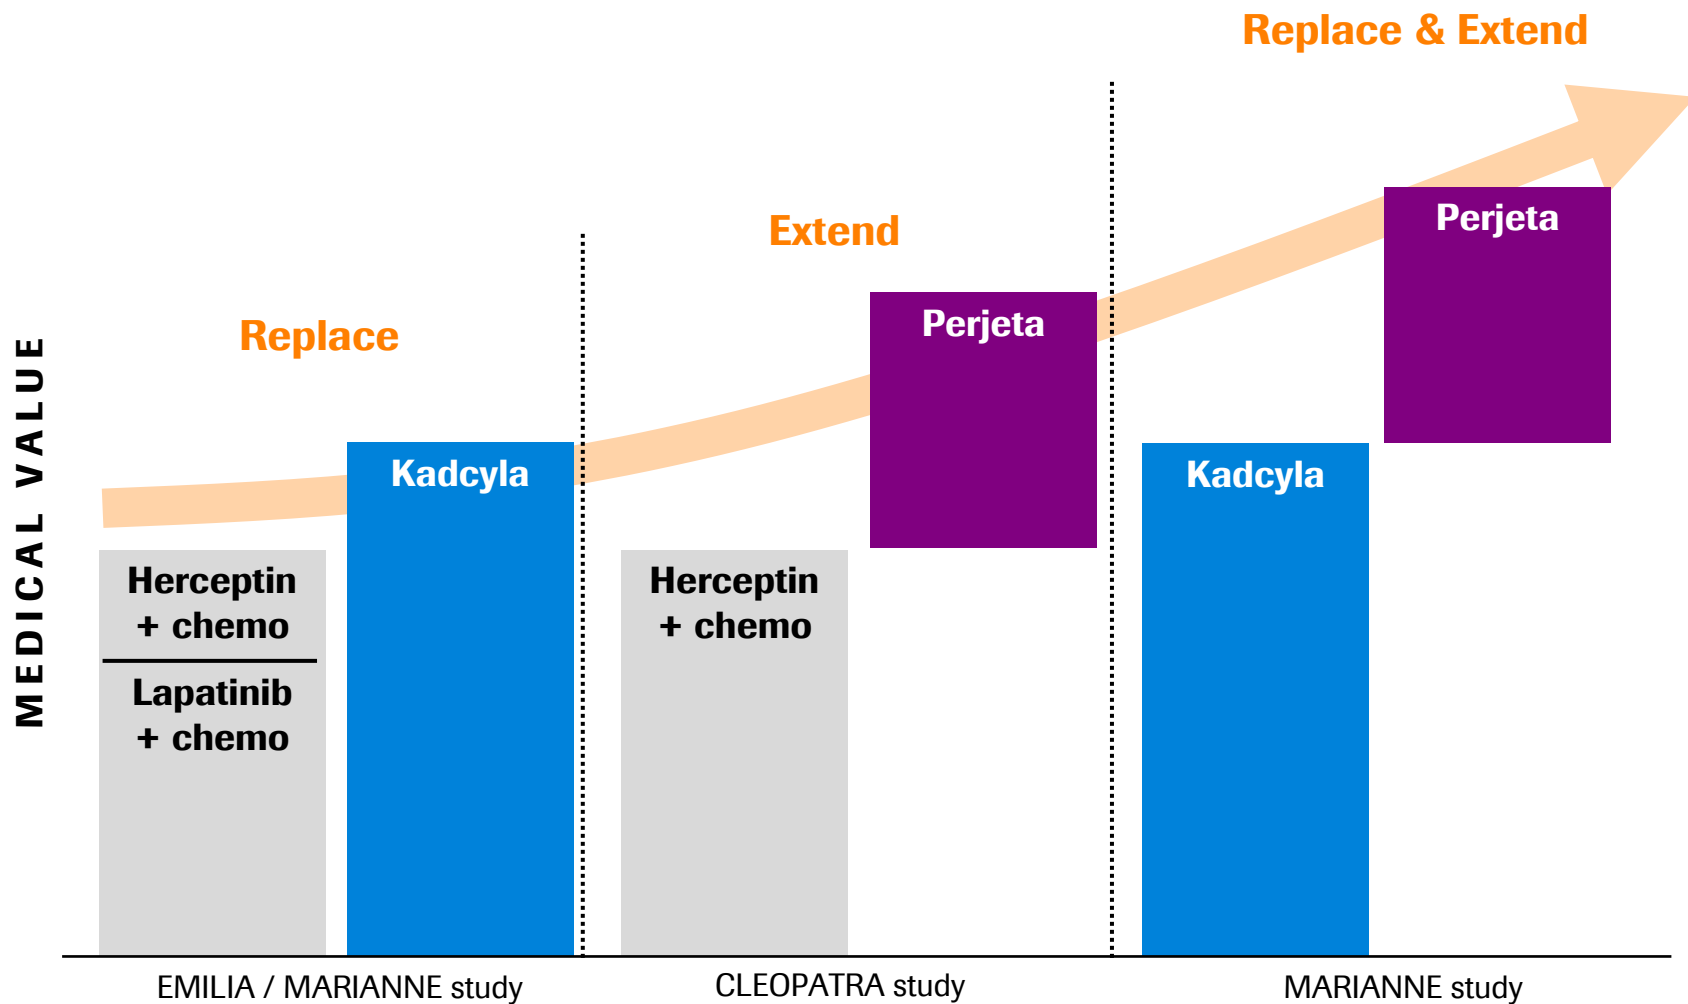 Replace & Extend
Extend
Replace
MEDICAL VALUE
Herceptin
+ chemo
Lapatinib
+ chemo
Kadcyla
Herceptin
+ chemo
Perjeta
Kadcyla
Perjeta
EMILIA / MARIANNE study
CLEOPATRA study
MARIANNE study